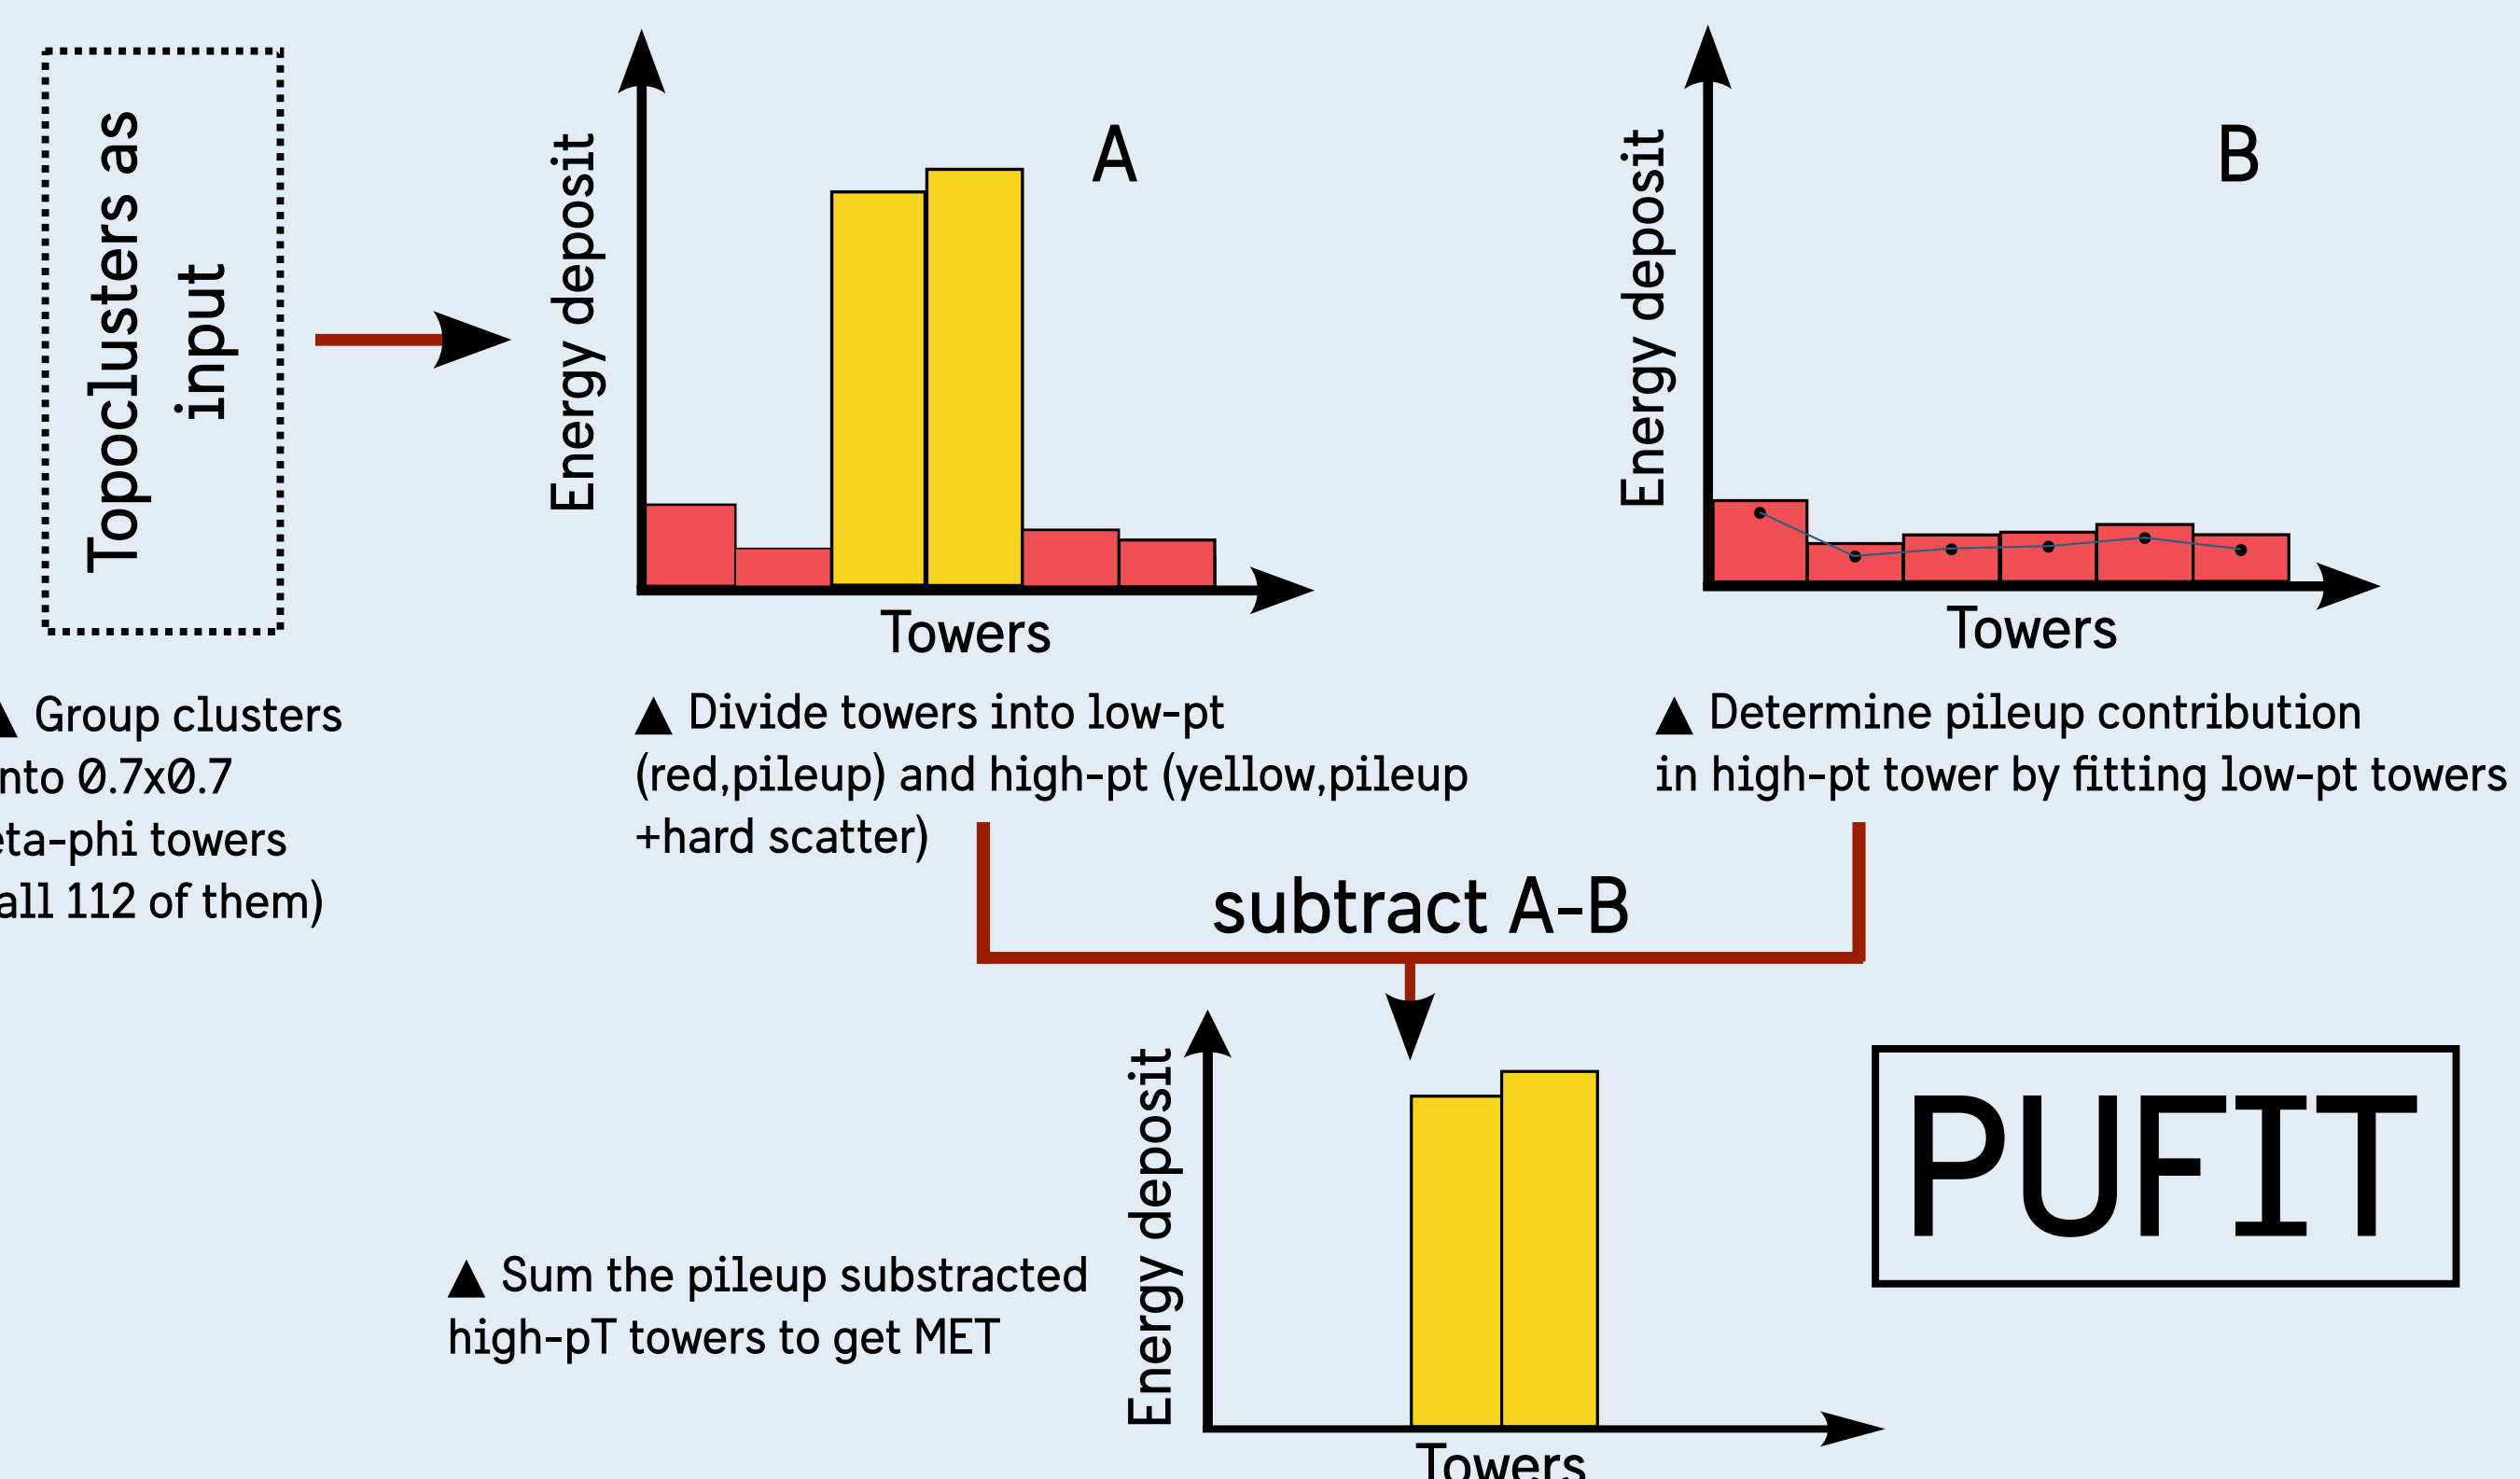 Topoclusters as
input
Energy deposit
A
Towers
Energy deposit
B
Towers
▲ Group clusters
nto 0.7x0.7
eta-phi towers
all 112 of them)
▲ Divide towers into low-pt
(red,pileup) and high-pt (yellow,pileup
+hard scatter)
▲ Determine pileup contribution
in high-pt tower by fitting low-pt towers
subtract A-B
▲ Sum the pileup substracted
high-pT towers to get MET
Energy deposit
Towers
PUFIT